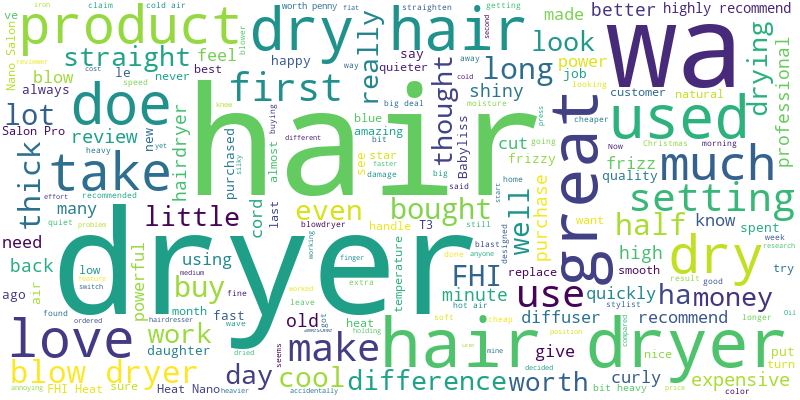 iron
claim
cold air
worth penny
fiat
straighten
getting
ve
made
better
highly recommend
product
dry hair
wa
Nano Salon
straight
feel
happy
really
say
look
power
blow
best
quieter
away
job
first
long
used
drying
professional
reviewer
cost
always
le
never
speed
big deal
moisture
shiny
customer
natural
looking
cheaper
doe
lot
Salon Pro
review
hairdryer
new
yet
almost
blue
amazing
bit
buying
thought
Babyliss
cut
press
going
hair
know
different
cold
Now
Christmas
morning
take
thick
heavy
recommended
purchased
silky
see
star
faster
damage
big
frizzy
frizz
quality
much
great
many
effort
little
cord
last
even
bought
said
start
home
well
purchase
setting
need
quiet
problem
blowdryer
handle
T3
still
want
half
know
spent
back
low
feature
switch
using
powerful
working
finger
temperature
done
anyone
blast
designed
high
week
research
dry
dryer
FHI
replace
smooth
result
good
ago
air
buy
medium
fine
worked
extra
minute
hot air
use
quickly
ha
money
stylist
try
love
found
ordered
hairdresser
month
fast
wave
leave
old
got
awesome
soft
cheap
position
diffuser
recommend
compared
longer
Oil
work
daughter
dried
heat
holding
make
hair dryer
give
nice
put
turn
blow dryer
day
seems
cool
difference
mine
decided
worth
curly
expensive
annoying
FHI Heat
sure
Heat Nano
heavier
accidentally
bit heavy
price
color